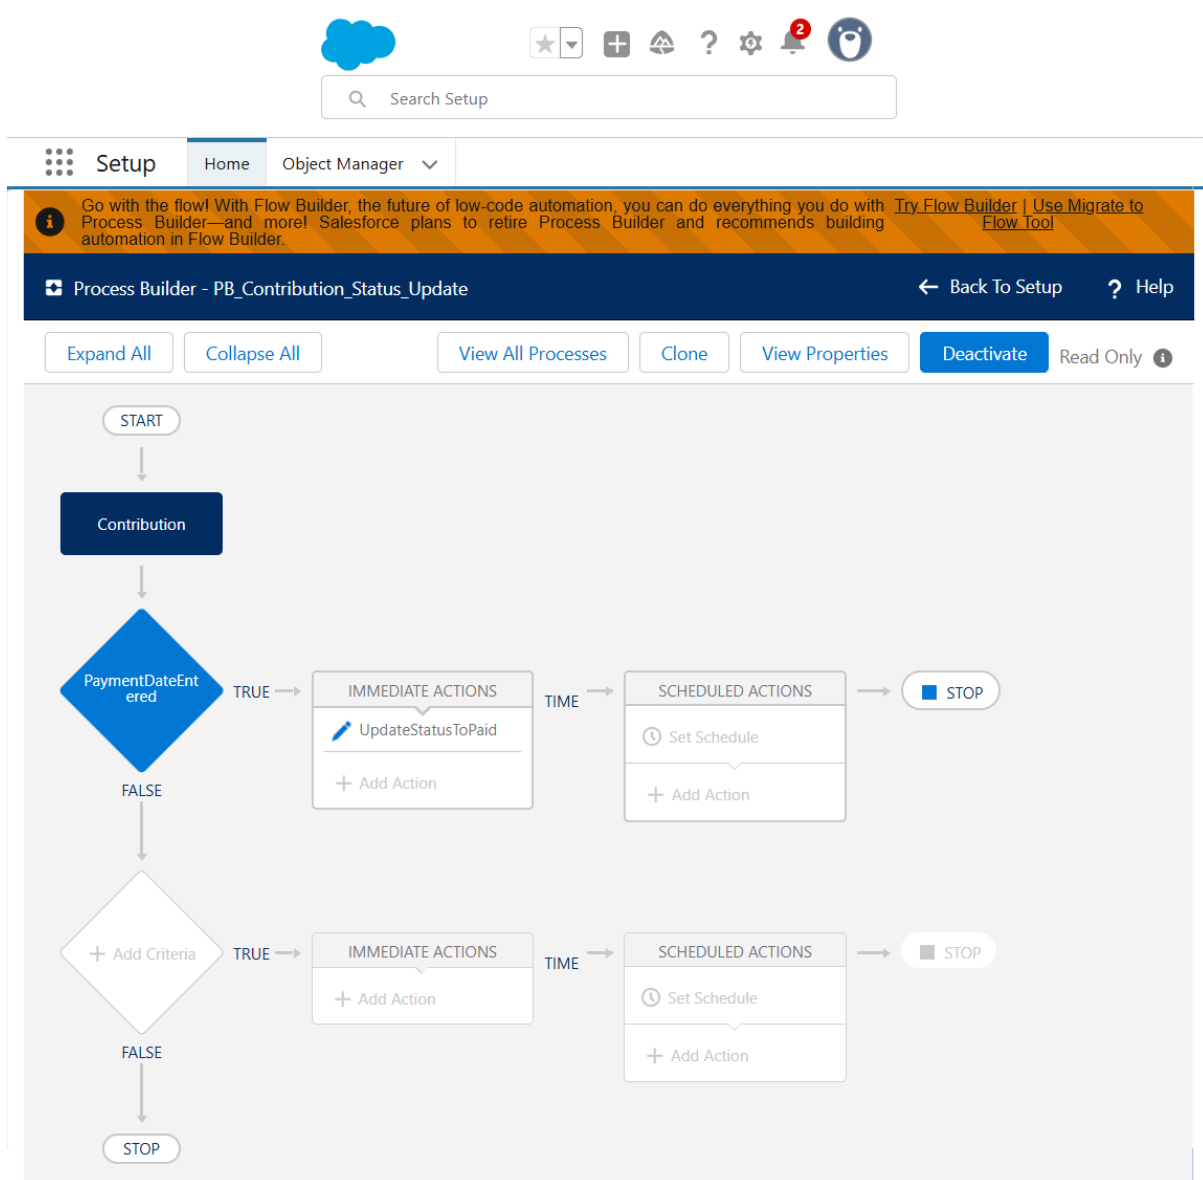 2
Search Setup
Setup
Home
Object Manager
Go with the flow! With Flow Builder, the future of low-code automation, you can do everything you do with
Process Builder—and more! Salesforce plans to retire Process Builder and recommends building
automation in Flow Builder.
Try Flow Builder | Use Migrate to
Flow Tool
Process Builder - PB_Contribution_Status_Update
Back To Setup
? Help
Expand All
Collapse All
View All Processes
Clone
View Properties
Deactivate
Read Only
START
Contribution
PaymentDateEnt
ered
TRUE
IMMEDIATE ACTIONS
UpdateStatusToPaid
+ Add Action
TIME
SCHEDULED ACTIONS
Set Schedule
+ Add Action
STOP
FALSE
+ Add Criteria
TRUE
IMMEDIATE ACTIONS
+ Add Action
TIME
SCHEDULED ACTIONS
Set Schedule
+ Add Action
STOP
FALSE
STOP